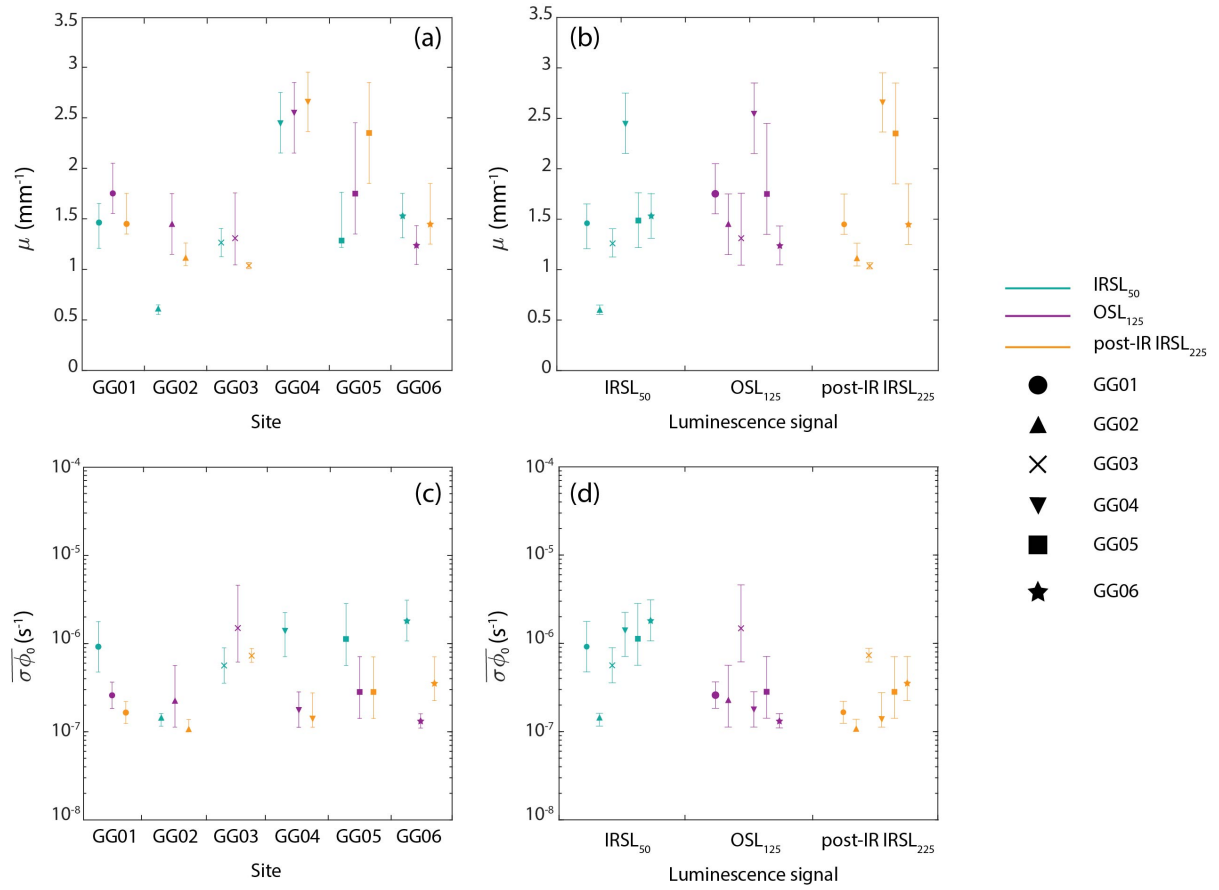 (a)
3.5
3
2.5
2
1.5
1
0.5
0
μ (mm⁻¹)
GG01 GG02 GG03 GG04 GG05 GG06
Site
(b)
3.5
3
2.5
2
1.5
1
0.5
0
μ (mm⁻¹)
IRSL₅₀ OSL₁₂₅ post-IR IRSL₂₂₅
Luminescence signal
IRSL₅₀
OSL₁₂₅
post-IR IRSL₂₂₅
GG01
GG02
GG03
GG04
GG05
GG06
(c)
10⁻⁴
10⁻⁵
10⁻⁶
10⁻⁷
10⁻⁸
σϕ₀ (s⁻¹)
GG01 GG02 GG03 GG04 GG05 GG06
Site
(d)
10⁻⁴
10⁻⁵
10⁻⁶
10⁻⁷
10⁻⁸
σϕ₀ (s⁻¹)
IRSL₅₀ OSL₁₂₅ post-IR IRSL₂₂₅
Luminescence signal